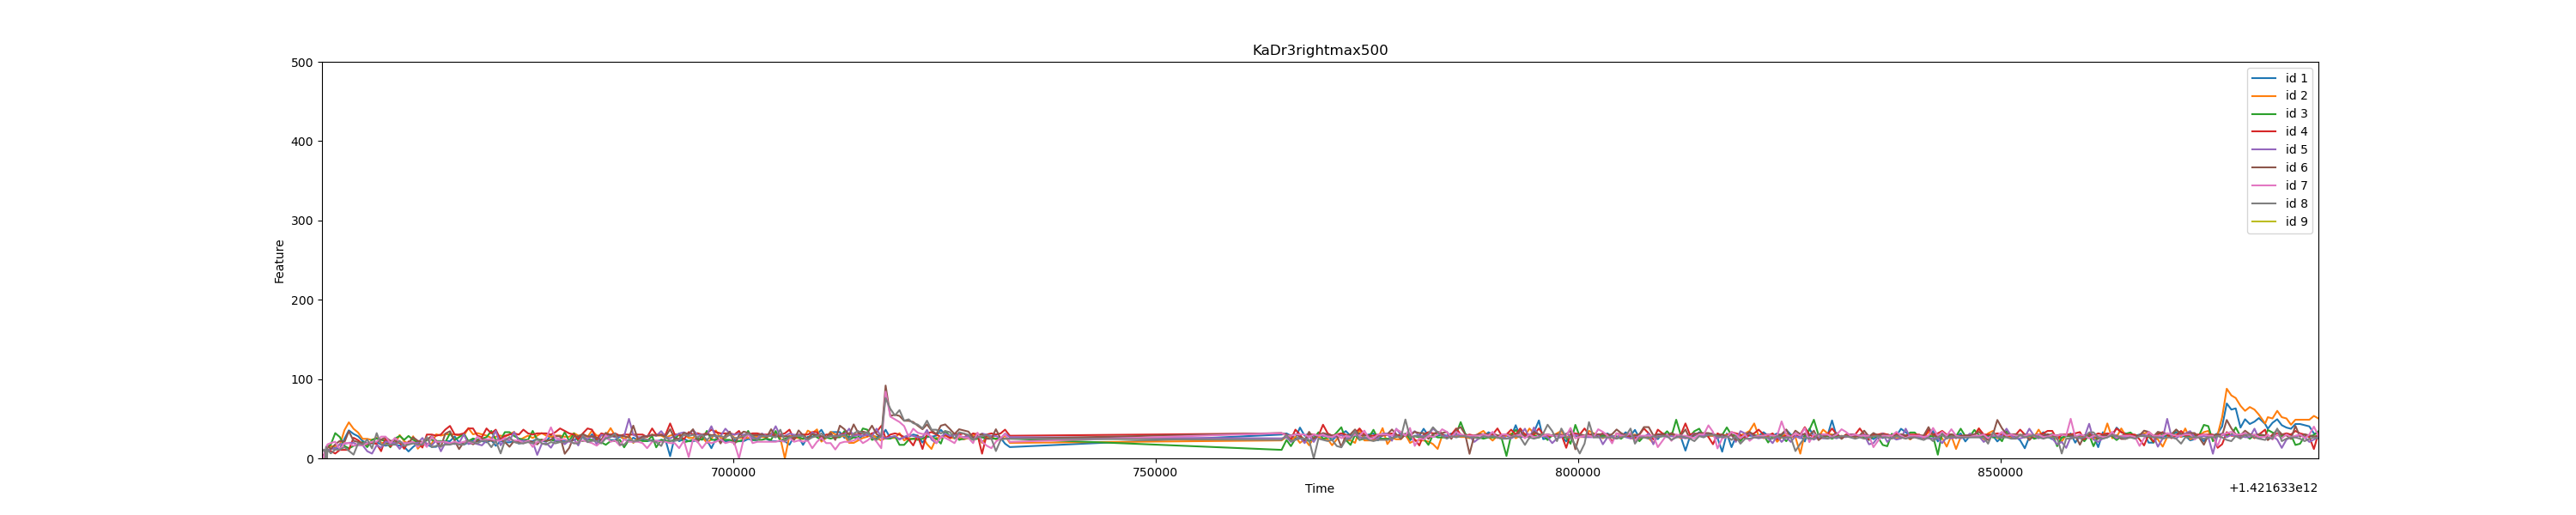 KaDr3rightmax500
500
400
300
200
100
0
Feature
id 1
id 2
id 3
id 4
id 5
id 6
id 7
id 8
id 9
700000 750000 800000 850000
Time
+1.421633e12